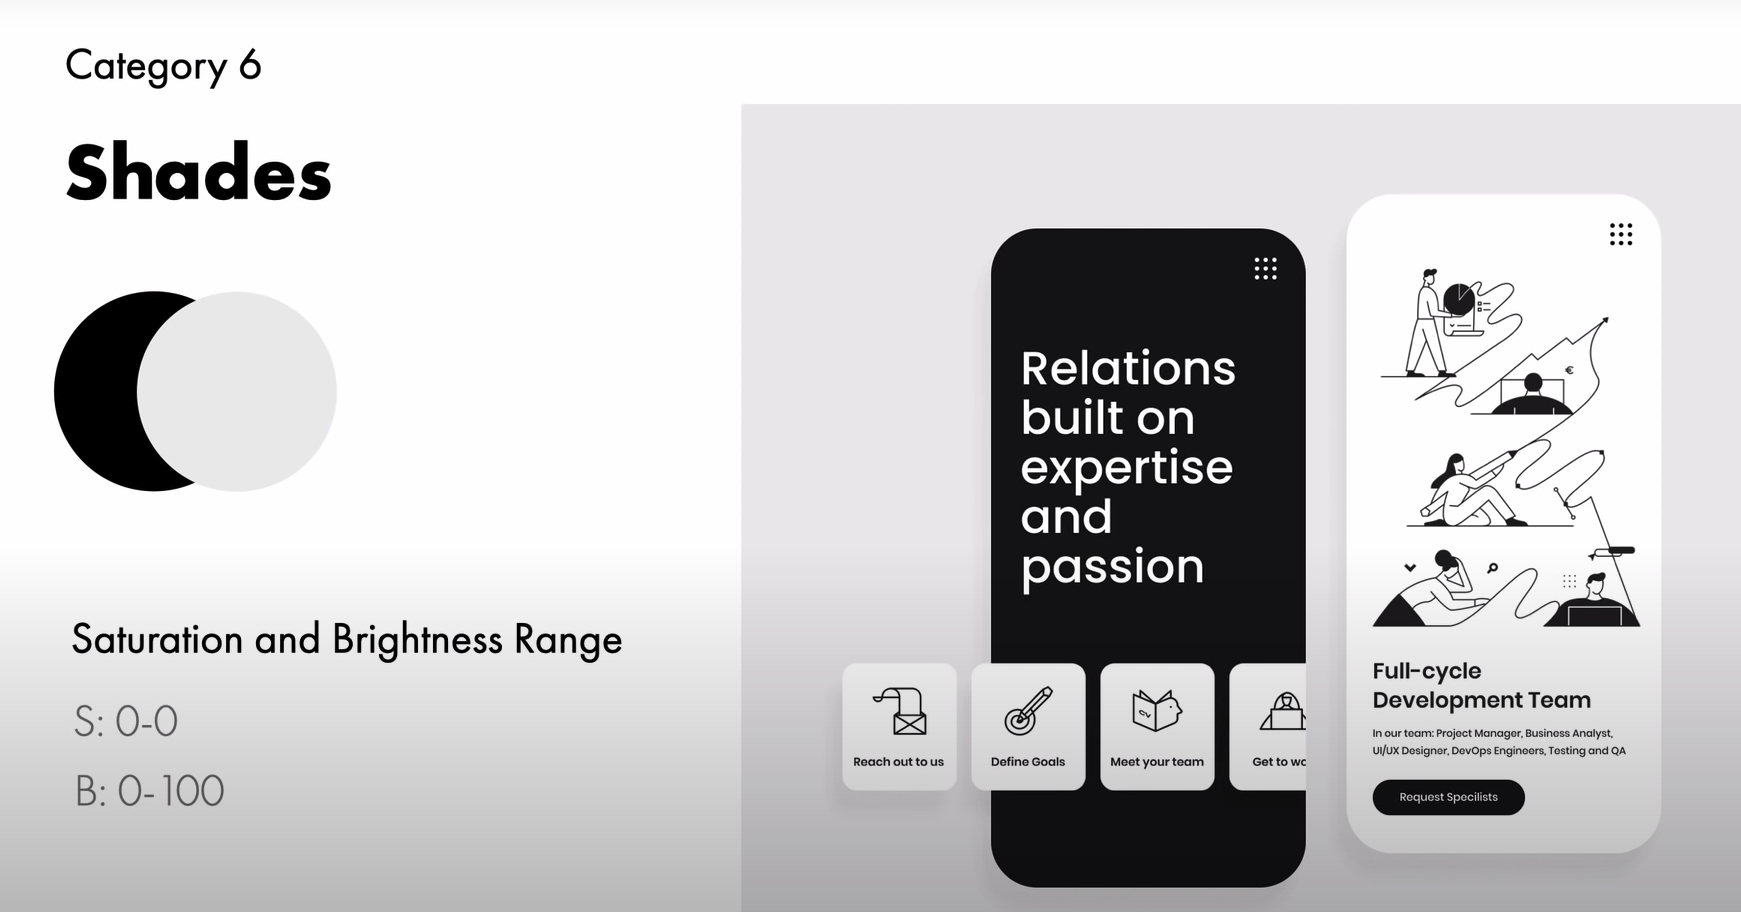 Category 6
Shades
Saturation and Brightness Range
S: 0-0
B: 0-100
Relations
built on
expertise
and
passion
Reach out to us
Define Goals
CV
Meet your team
Get to wo
€
Full-cycle
Development Team
In our team: Project Manager, Business Analyst,
UI/UX Designer, DevOps Engineers, Testing and QA
Request Specilists